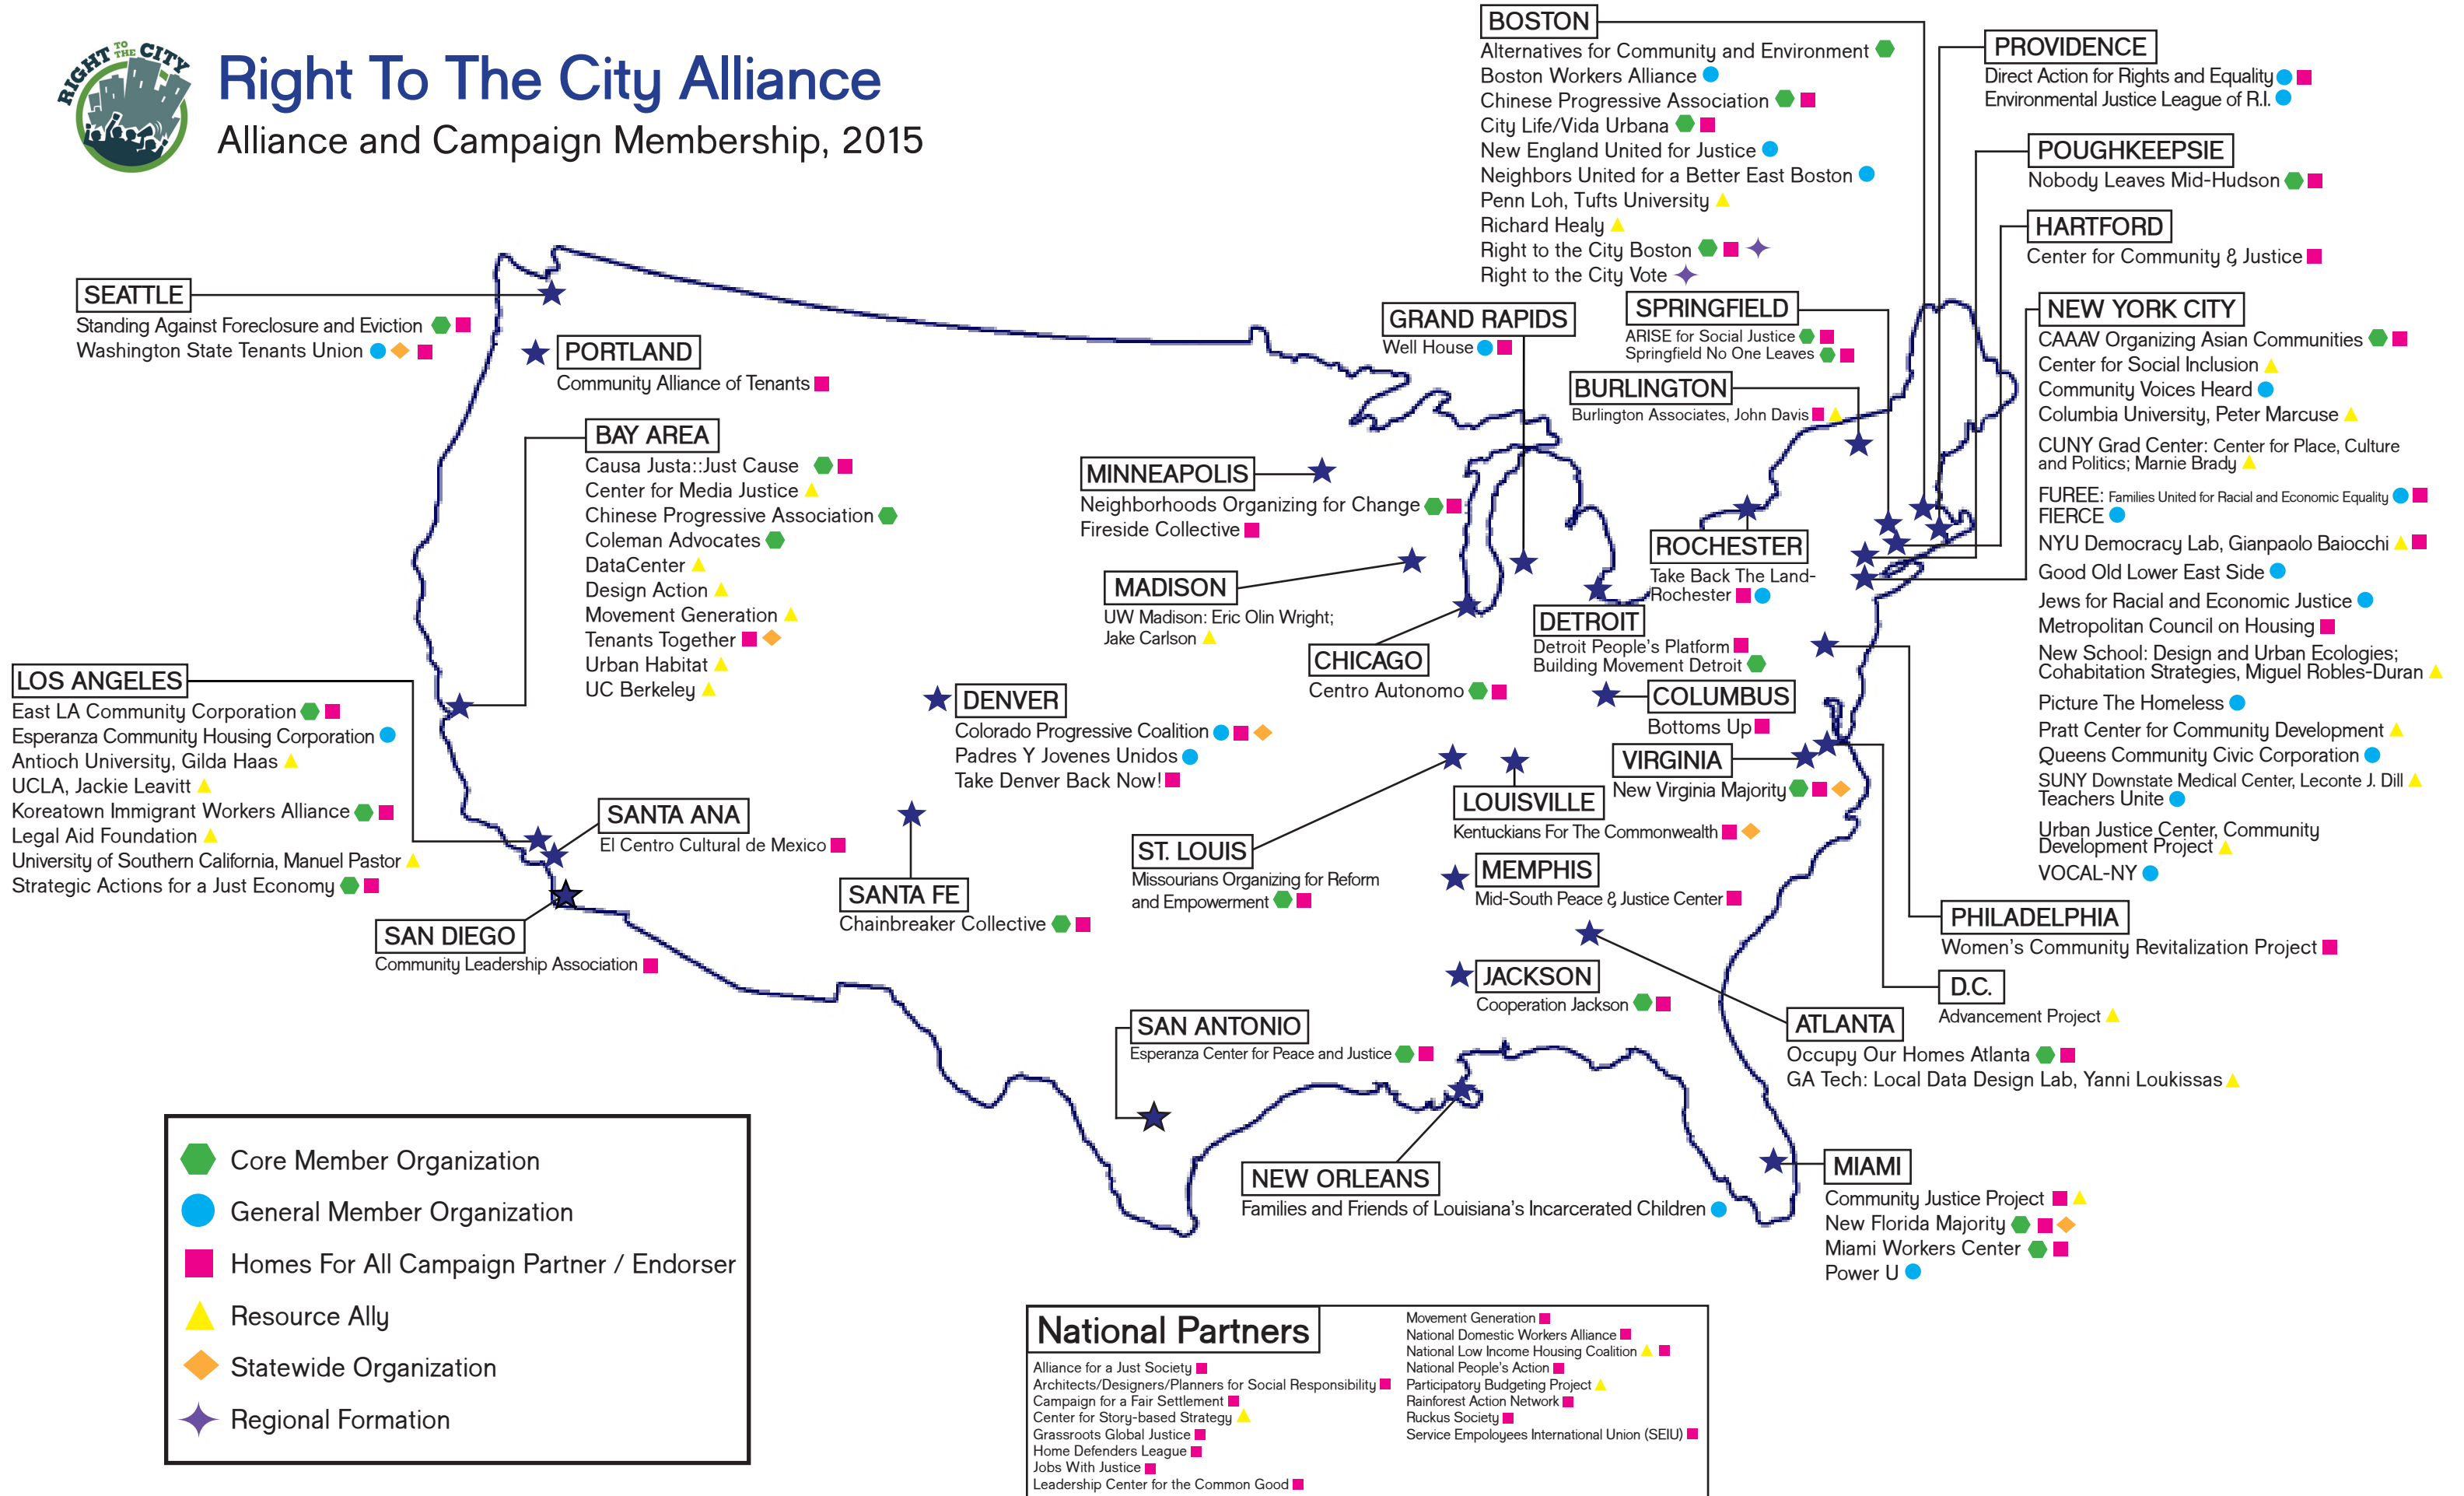 RIGHT TO THE CITY
Right To The City Alliance
Alliance and Campaign Membership, 2015
SEATTLE
Standing Against Foreclosure and Eviction
Washington State Tenants Union
PORTLAND
Community Alliance of Tenants
BAY AREA
Causa Justa::Just Cause
Center for Media Justice
Chinese Progressive Association
Coleman Advocates
DataCenter
Design Action
Movement Generation
Tenants Together
Urban Habitat
UC Berkeley
LOS ANGELES
East LA Community Corporation
Esperanza Community Housing Corporation
Antioch University, Gilda Haas
UCLA, Jackie Leavitt
Koreatown Immigrant Workers Alliance
Legal Aid Foundation
University of Southern California, Manuel Pastor
Strategic Actions for a Just Economy
SANTA ANA
El Centro Cultural de Mexico
SAN DIEGO
Community Leadership Association
DENVER
Colorado Progressive Coalition
Padres Y Jovenes Unidos
Take Denver Back Now!
SANTA FE
Chainbreaker Collective
MINNEAPOLIS
Neighborhoods Organizing for Change
Fireside Collective
MADISON
UW Madison: Eric Olin Wright;
Jake Carlson
CHICAGO
Centro Autonomo
GRAND RAPIDS
Well House
ST. LOUIS
Missourians Organizing for Reform
and Empowerment
LOUISVILLE
Kentuckians For The Commonwealth
MEMPHIS
Mid-South Peace & Justice Center
JACKSON
Cooperation Jackson
SAN ANTONIO
Esperanza Center for Peace and Justice
NEW ORLEANS
Families and Friends of Louisiana's Incarcerated Children
BOSTON
Alternatives for Community and Environment
Boston Workers Alliance
Chinese Progressive Association
City Life/Vida Urbana
New England United for Justice
Neighbors United for a Better East Boston
Penn Loh, Tufts University
Richard Healy
Right to the City Boston
Right to the City Vote
SPRINGFIELD
ARISE for Social Justice
Springfield No One Leaves
BURLINGTON
Burlington Associates, John Davis
ROCHESTER
Take Back The Land-
Rochester
DETROIT
Detroit People's Platform
Building Movement Detroit
COLUMBUS
Bottoms Up
VIRGINIA
New Virginia Majority
PROVIDENCE
Direct Action for Rights and Equality
Environmental Justice League of R.I.
POUGHKEEPSIE
Nobody Leaves Mid-Hudson
HARTFORD
Center for Community & Justice
NEW YORK CITY
CAAAV Organizing Asian Communities
Center for Social Inclusion
Community Voices Heard
Columbia University, Peter Marcuse
CUNY Grad Center: Center for Place, Culture
and Politics; Marnie Brady
FUREE: Families United for Racial and Economic Equality
FIERCE
NYU Democracy Lab, Gianpaolo Baiocchi
Good Old Lower East Side
Jews for Racial and Economic Justice
Metropolitan Council on Housing
New School: Design and Urban Ecologies;
Cohabitation Strategies, Miguel Robles-Duran
Picture The Homeless
Pratt Center for Community Development
Queens Community Civic Corporation
SUNY Downstate Medical Center, Leconte J. Dill
Teachers Unite
Urban Justice Center, Community
Development Project
VOCAL-NY
PHILADELPHIA
Women's Community Revitalization Project
D.C.
Advancement Project
ATLANTA
Occupy Our Homes Atlanta
GA Tech: Local Data Design Lab, Yanni Loukissas
MIAMI
Community Justice Project
New Florida Majority
Miami Workers Center
Power U
Core Member Organization
General Member Organization
Homes For All Campaign Partner / Endorser
Resource Ally
Statewide Organization
Regional Formation
National Partners
Alliance for a Just Society
Architects/Designers/Planners for Social Responsibility
Campaign for a Fair Settlement
Center for Story-based Strategy
Grassroots Global Justice
Home Defenders League
Jobs With Justice
Leadership Center for the Common Good
Movement Generation
National Domestic Workers Alliance
National Low Income Housing Coalition
National People's Action
Participatory Budgeting Project
Rainforest Action Network
Ruckus Society
Service Empoloyees International Union (SEIU)